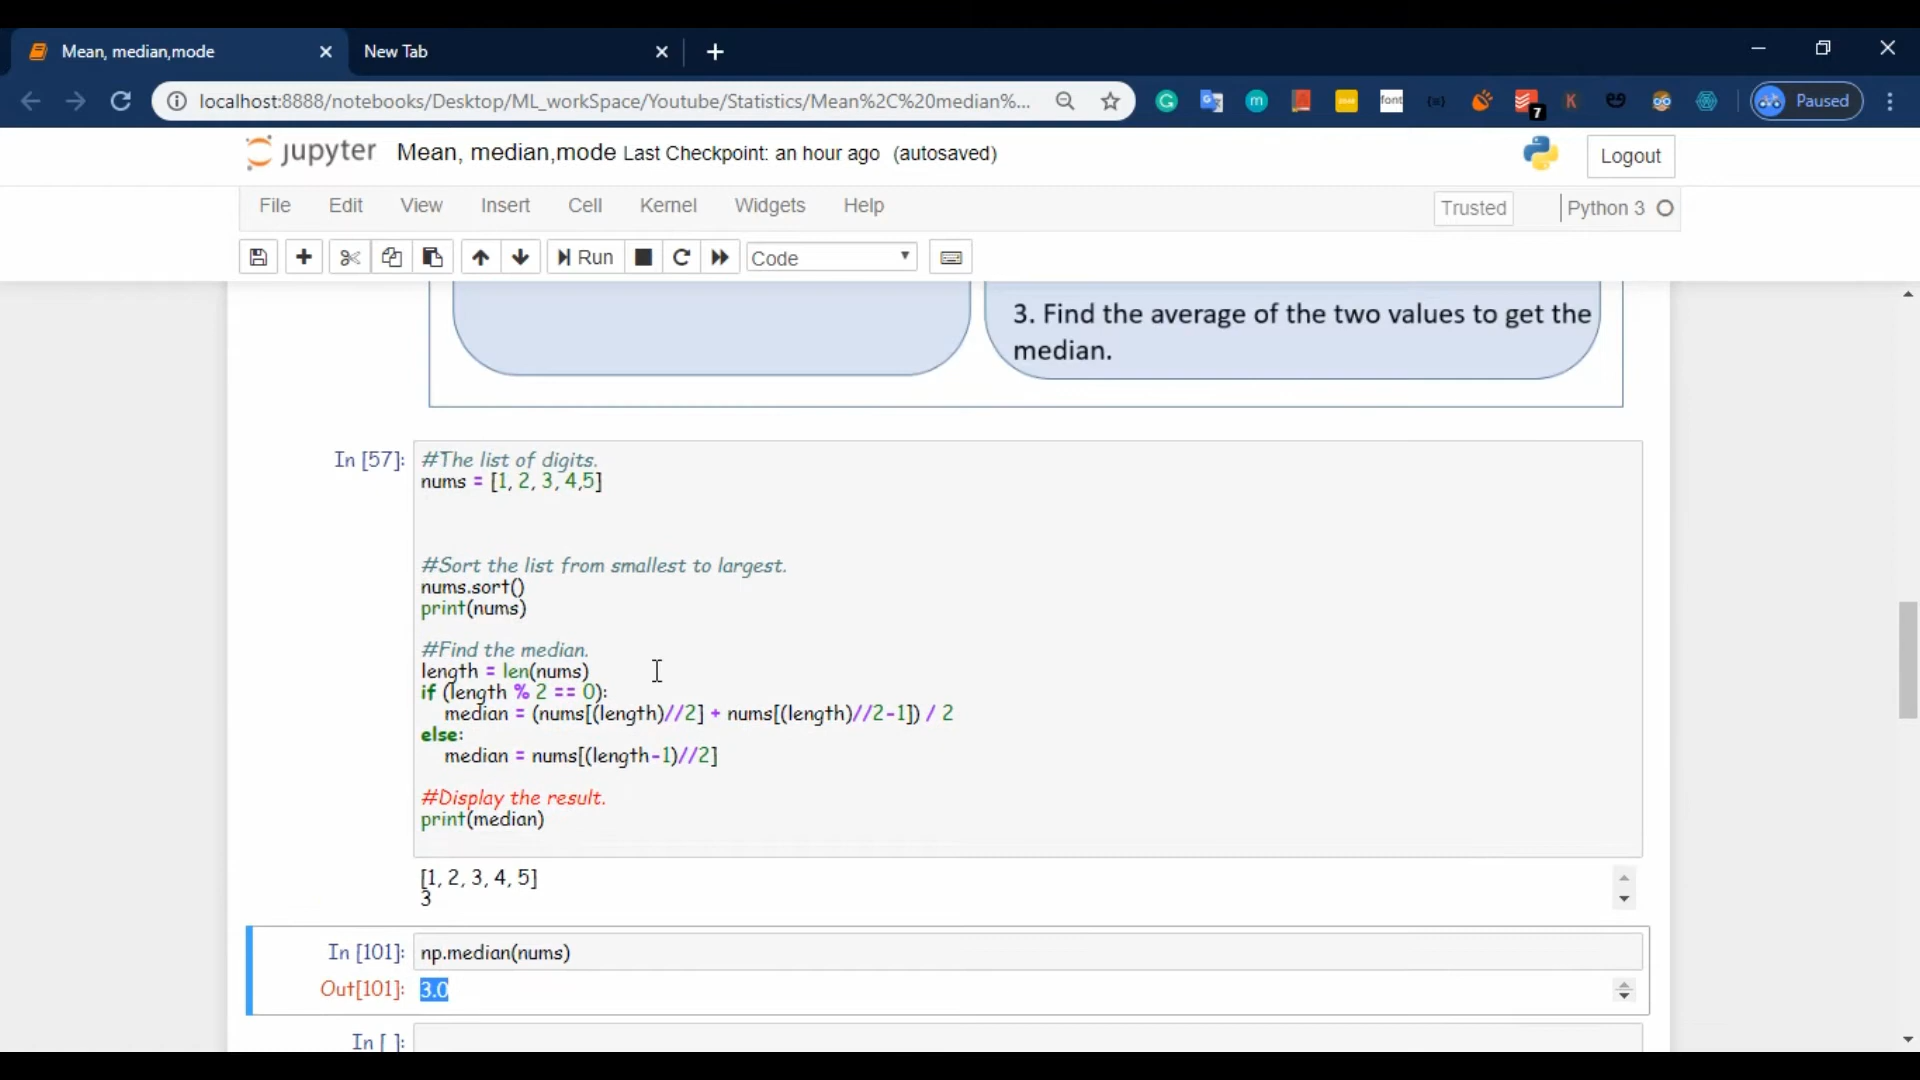 Mean, median,mode
New Tab
localhost:8888/notebooks/Desktop/ML_workSpace/Youtube/Statistics/Mean%2C%20median%...
font
7
K
Paused
jupyter Mean, median,mode Last Checkpoint: an hour ago (autosaved)
Logout
File Edit View Insert Cell Kernel Widgets Help
Trusted
Python 3
Run
Code
3. Find the average of the two values to get the
median.
In [57]:
#The list of digits.
nums = [1, 2, 3, 4,5]
#Sort the list from smallest to largest.
nums.sort()
print(nums)
#Find the median.
length = len(nums)
if (length % 2 == 0):
median = (nums[(length)//2] + nums[(length)//2-1]) / 2
else:
median = nums[(length-1)//2]
#Display the result.
print(median)
[1, 2, 3, 4, 5]
3
In [101]: np.median(nums)
Out[101]: 3.0
In [ ]: